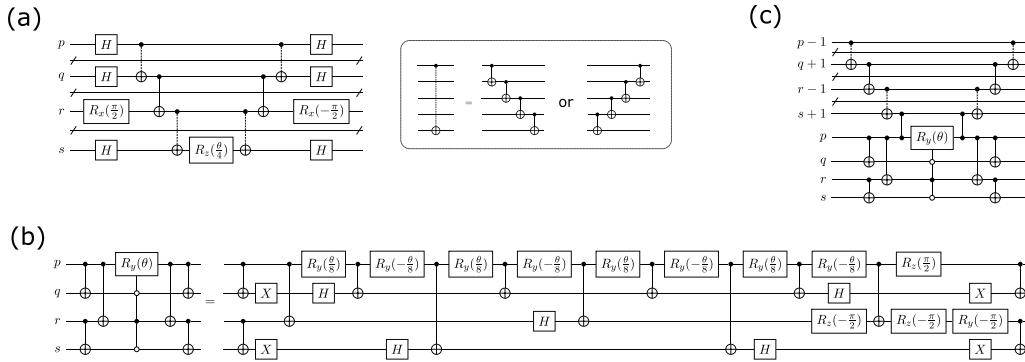 (a)
p H H
q H H
r R_x(π/2) R_x(-π/2)
s H R_z(θ/4) H
= or
(c)
p − 1
q + 1
r − 1
s + 1
p R_y(θ)
q
r
s
(b)
p R_y(θ) R_y(θ/8) R_y(-θ/8) R_y(θ/8) R_y(-θ/8) R_y(θ/8) R_y(-θ/8) R_y(θ/8) R_y(-θ/8) R_z(π/2)
q = X H H X
r H R_z(-π/2) R_z(-π/2) R_y(-π/2)
s X H H X